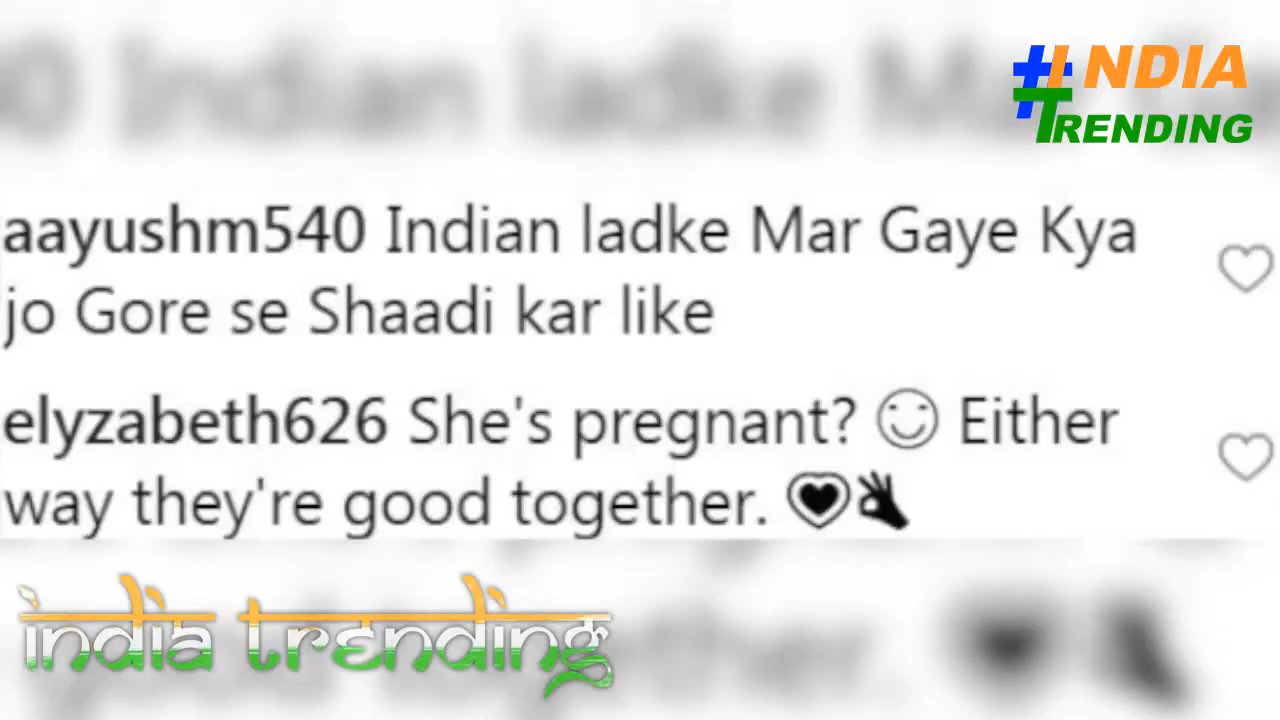 #INDIA
TRENDING
aayushm540 Indian ladke Mar Gaye Kya
jo Gore se Shaadi kar like
elyzabeth626 She's pregnant? ☺ Either
way they're good together. 💟👌
india trending